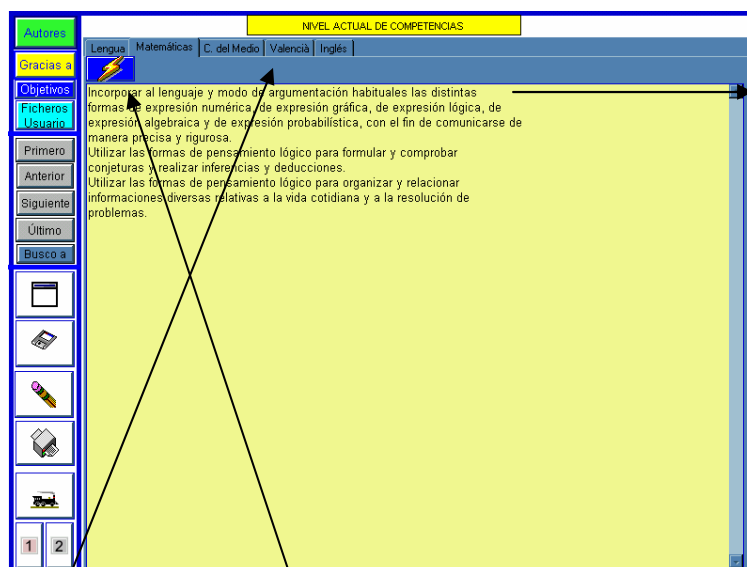 NIVEL ACTUAL DE COMPETENCIAS
Autores
Gracias a
Objetivos
Ficheros
Usuario
Primero
Anterior
Siguiente
Último
Busco a
1 2
Lengua Matemáticas C. del Medio Valencià Inglés
Incorporar al lenguaje y modo de argumentación habituales las distintas
formas de expresión numérica, de expresión gráfica, de expresión lógica, de
expresión algebraica y de expresión probabilística, con el fin de comunicarse de
manera precisa y rigurosa.
Utilizar las formas de pensamiento lógico para formular y comprobar
conjeturas y realizar inferencias y deducciones.
Utilizar las formas de pensamiento lógico para organizar y relacionar
informaciones diversas relativas a la vida cotidiana y a la resolución de
problemas.